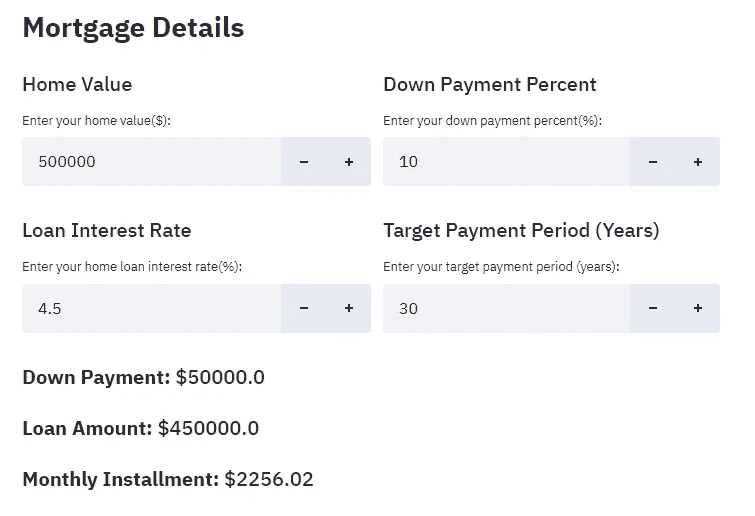 Mortgage Details
Home Value
Down Payment Percent
Enter your home value($):
Enter your down payment percent(%):
500000 − +
10 − +
Loan Interest Rate
Target Payment Period (Years)
Enter your home loan interest rate(%):
Enter your target payment period (years):
4.5 − +
30 − +
Down Payment: $50000.0
Loan Amount: $450000.0
Monthly Installment: $2256.02